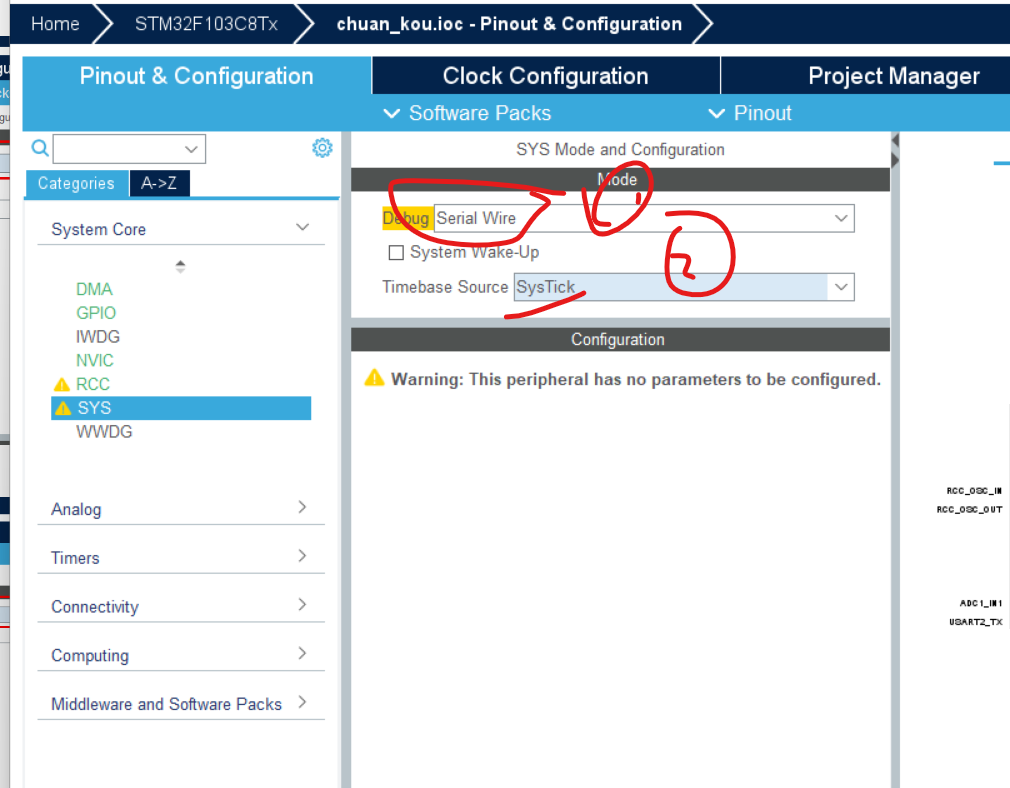 Home
STM32F103C8Tx
chuan_kou.ioc - Pinout & Configuration
Pinout & Configuration
Clock Configuration
Project Manager
Software Packs
Pinout
SYS Mode and Configuration
Categories
A->Z
Mode
System Core
Debug Serial Wire
1
System Wake-Up
2
Timebase Source SysTick
DMA
GPIO
IWDG
NVIC
RCC
SYS
WWDG
Configuration
Warning: This peripheral has no parameters to be configured.
Analog
Timers
Connectivity
Computing
Middleware and Software Packs
RCC_OSC_IN
RCC_OSC_OUT
ADC1_IN1
USART2_TX